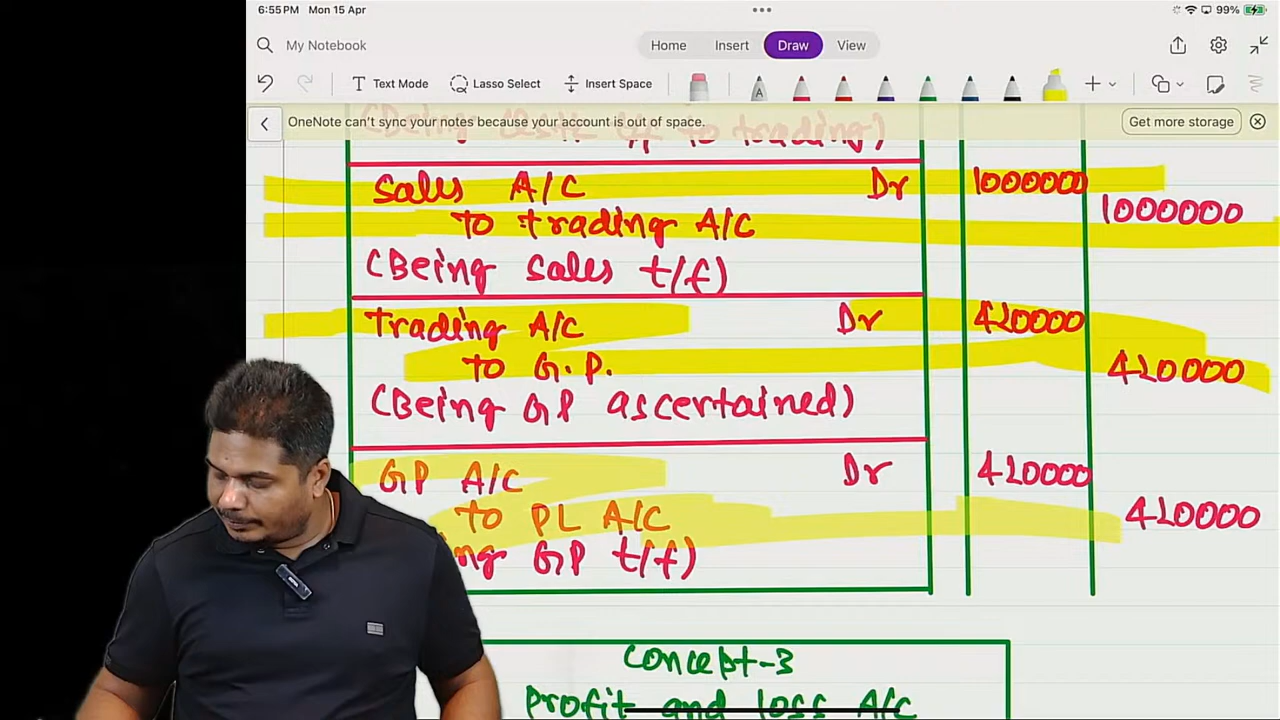 6:55 PM Mon 15 Apr
99%
My Notebook
Home Insert Draw View
Text Mode Lasso Select Insert Space
OneNote can't sync your notes because your account is out of space.
Get more storage
to trading)
Sales A/C Dr 1000000
to trading A/C 1000000
(Being sales t/f)
Trading A/C Dr 420000
to G.P. 420000
(Being GP ascertained)
GP A/C Dr 420000
to PL A/C 420000
ng GP t/f)
Concept-3
Profit and loss A/C